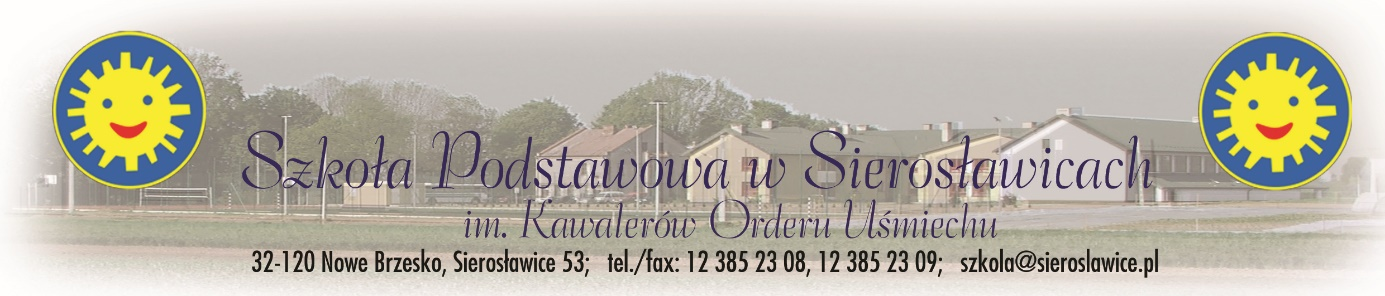 Szkoła Podstawowa w Sierosławicach
im. Kawalerów Orderu Uśmiechu
32-120 Nowe Brzesko, Sierosławice 53; tel./fax: 12 385 23 08, 12 385 23 09; szkola@sieroslawice.pl